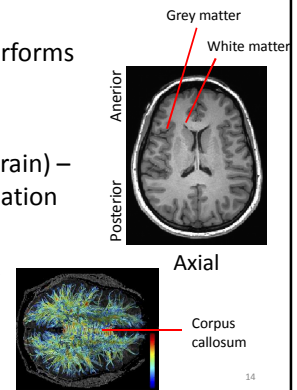 Grey matter
White matter
rforms
Anerior
rain) –
ation
Posterior
Axial
Corpus
callosum
14